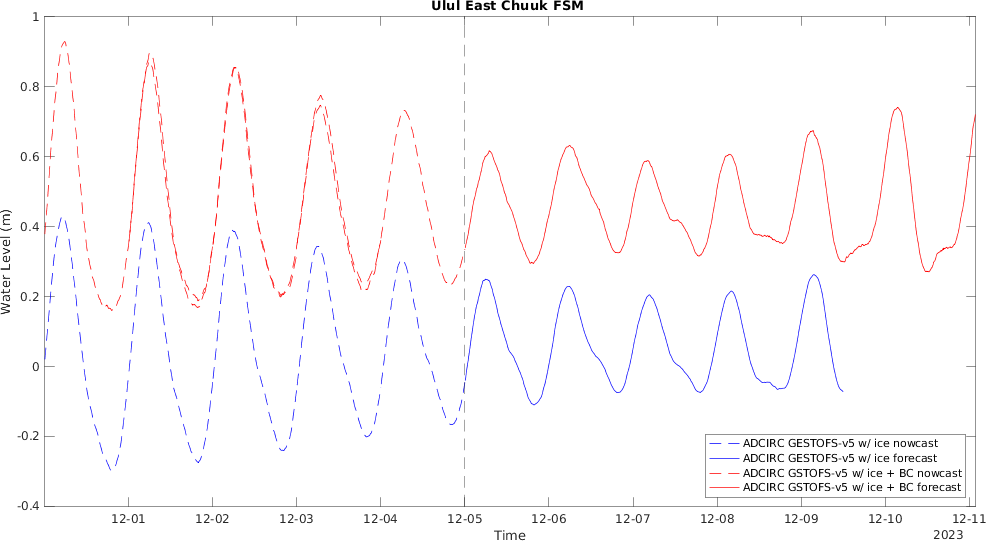 Ulul East Chuuk FSM
1
0.8
0.6
0.4
0.2
0
-0.2
-0.4
Water Level (m)
ADCIRC GESTOFS-v5 w/ ice nowcast
ADCIRC GESTOFS-v5 w/ ice forecast
ADCIRC GSTOFS-v5 w/ ice + BC nowcast
ADCIRC GSTOFS-v5 w/ ice + BC forecast
12-01 12-02 12-03 12-04 12-05 12-06 12-07 12-08 12-09 12-10 12-11
Time
2023